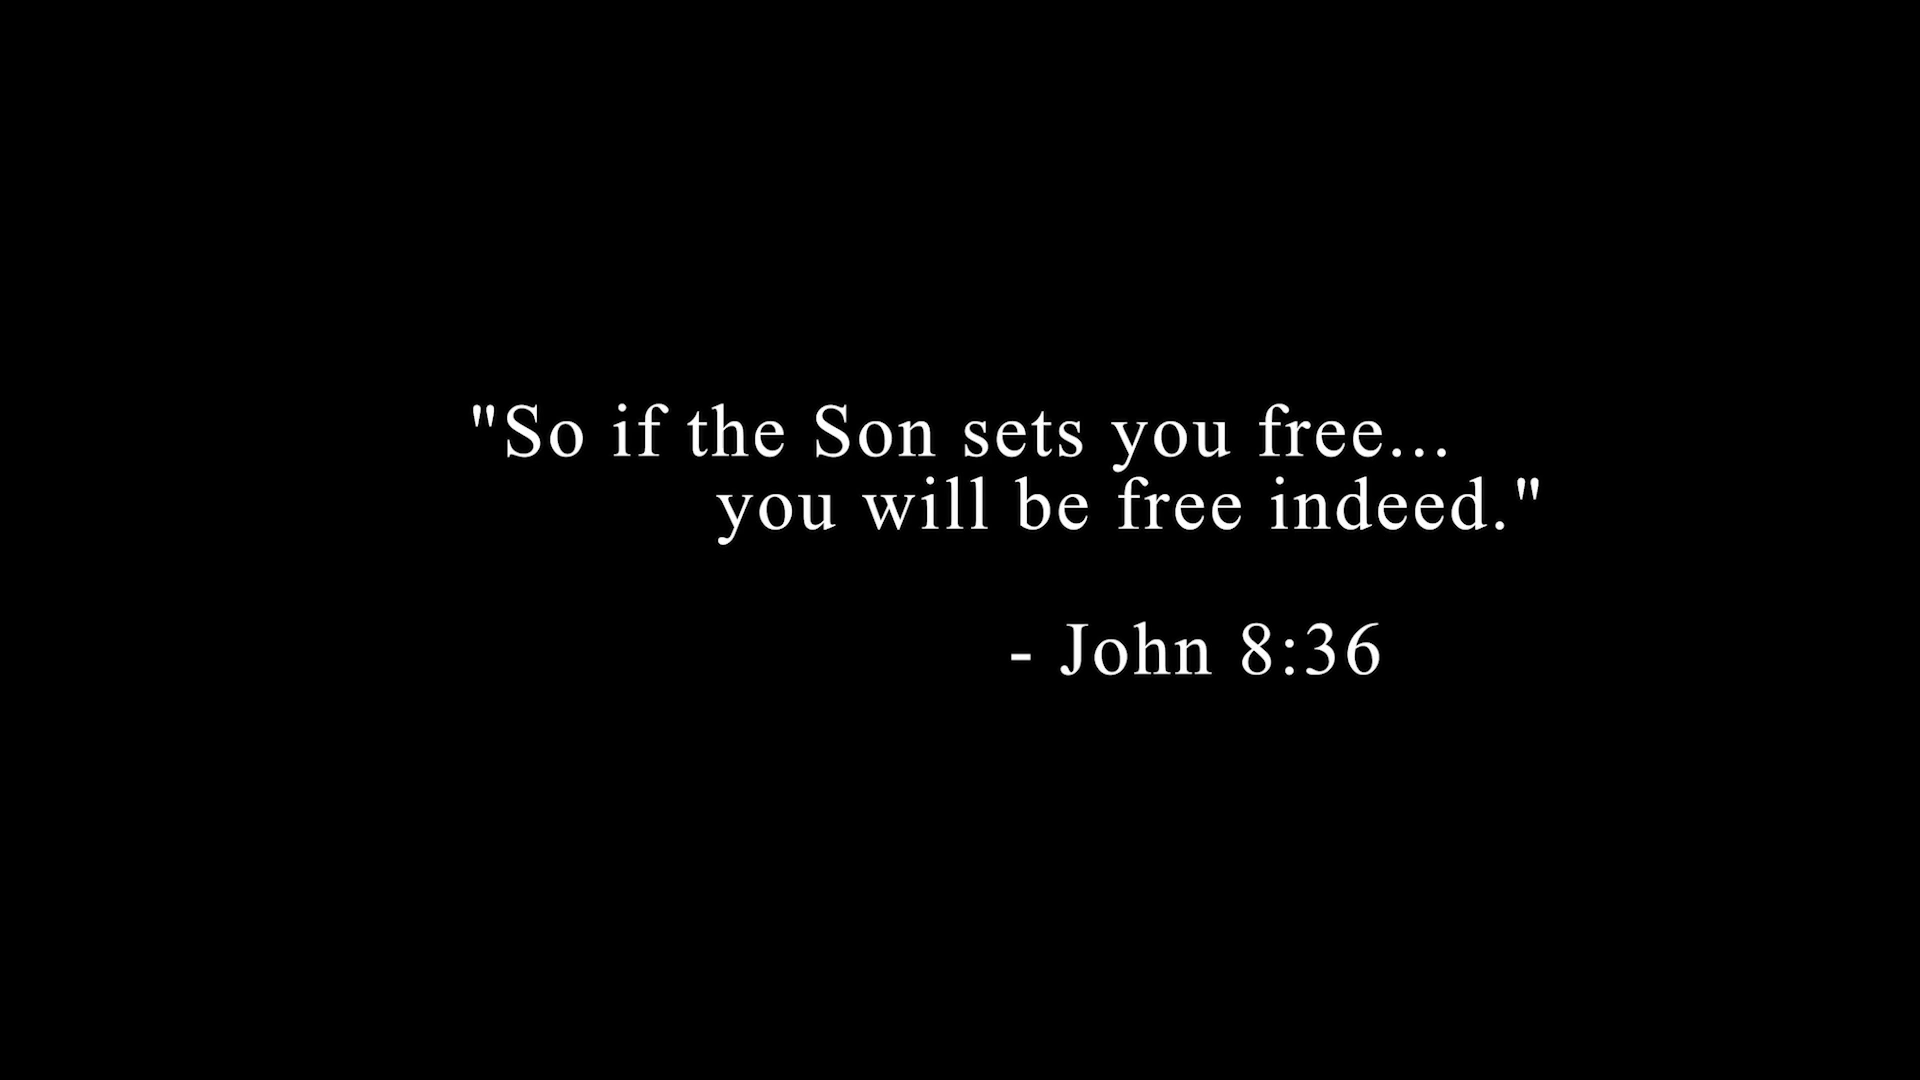 "So if the Son sets you free...
you will be free indeed."
- John 8:36